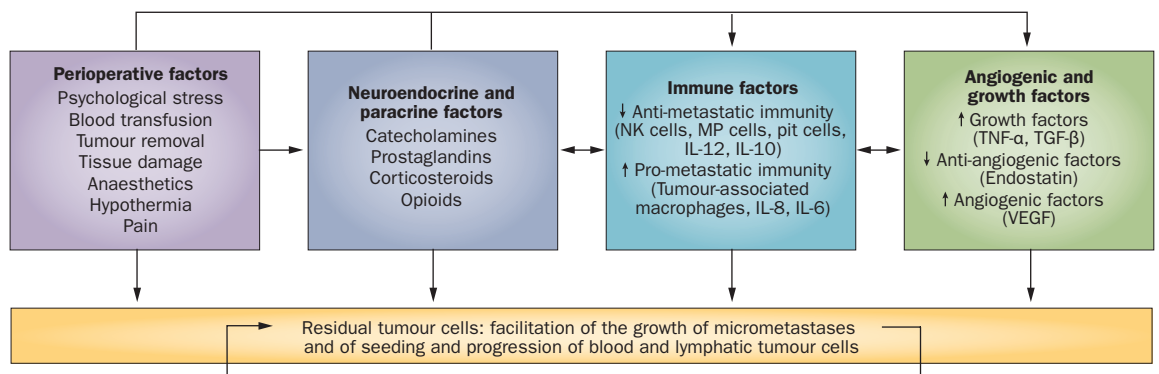 Perioperative factors
Psychological stress
Blood transfusion
Tumour removal
Tissue damage
Anaesthetics
Hypothermia
Pain
Neuroendocrine and
paracrine factors
Catecholamines
Prostaglandins
Corticosteroids
Opioids
Immune factors
↓ Anti-metastatic immunity
(NK cells, MP cells, pit cells,
IL-12, IL-10)
↑ Pro-metastatic immunity
(Tumour-associated
macrophages, IL-8, IL-6)
Angiogenic and
growth factors
↑ Growth factors
(TNF-α, TGF-β)
↓ Anti-angiogenic factors
(Endostatin)
↑ Angiogenic factors
(VEGF)
Residual tumour cells: facilitation of the growth of micrometastases
and of seeding and progression of blood and lymphatic tumour cells